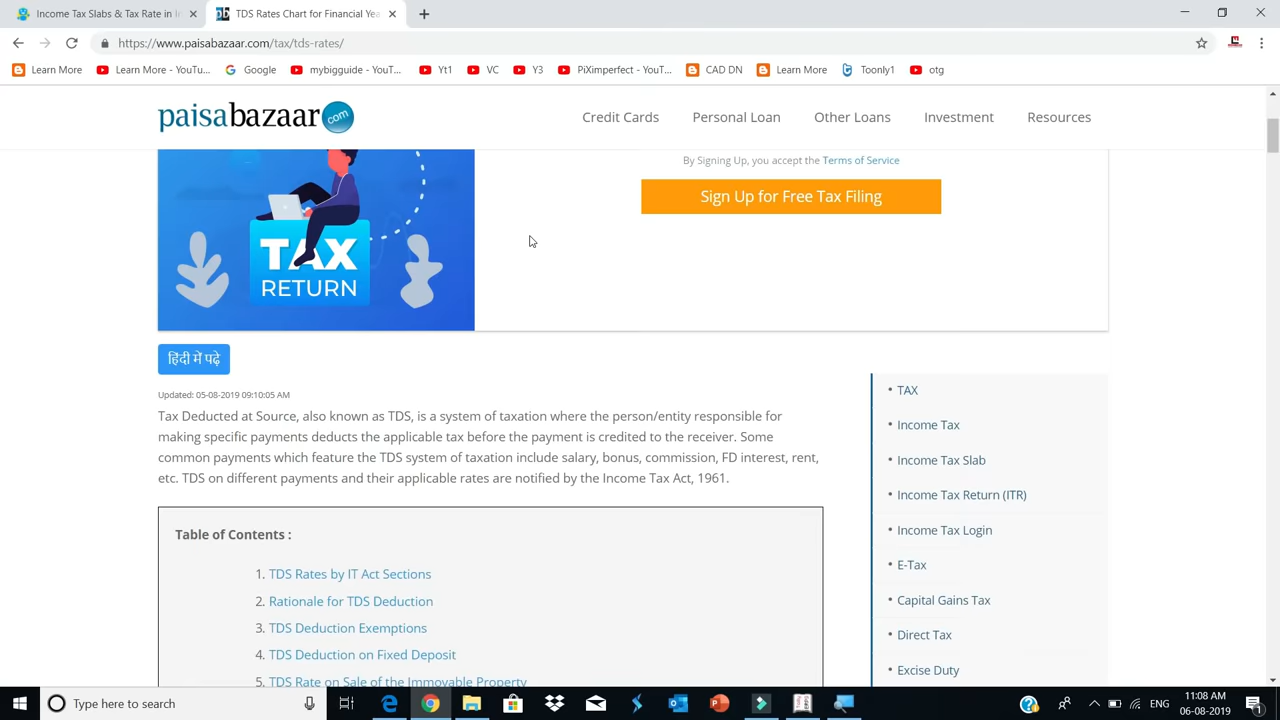 Income Tax Slabs & Tax Rate in I
TDS Rates Chart for Financial Yea
https://www.paisabazaar.com/tax/tds-rates/
Learn More
Learn More - YouTu...
Google
mybigguide - YouT...
Yt1
VC
Y3
PiXimperfect - YouT...
CAD DN
Learn More
Toonly1
otg
paisabazaar.com
Credit Cards
Personal Loan
Other Loans
Investment
Resources
By Signing Up, you accept the Terms of Service
Sign Up for Free Tax Filing
TAX
RETURN
हिंदी में पढ़े
Updated: 05-08-2019 09:10:05 AM
Tax Deducted at Source, also known as TDS, is a system of taxation where the person/entity responsible for
making specific payments deducts the applicable tax before the payment is credited to the receiver. Some
common payments which feature the TDS system of taxation include salary, bonus, commission, FD interest, rent,
etc. TDS on different payments and their applicable rates are notified by the Income Tax Act, 1961.
Table of Contents :
1. TDS Rates by IT Act Sections
2. Rationale for TDS Deduction
3. TDS Deduction Exemptions
4. TDS Deduction on Fixed Deposit
5. TDS Rate on Sale of the Immovable Property
• TAX
• Income Tax
• Income Tax Slab
• Income Tax Return (ITR)
• Income Tax Login
• E-Tax
• Capital Gains Tax
• Direct Tax
• Excise Duty
Type here to search
ENG
11:08 AM
06-08-2019